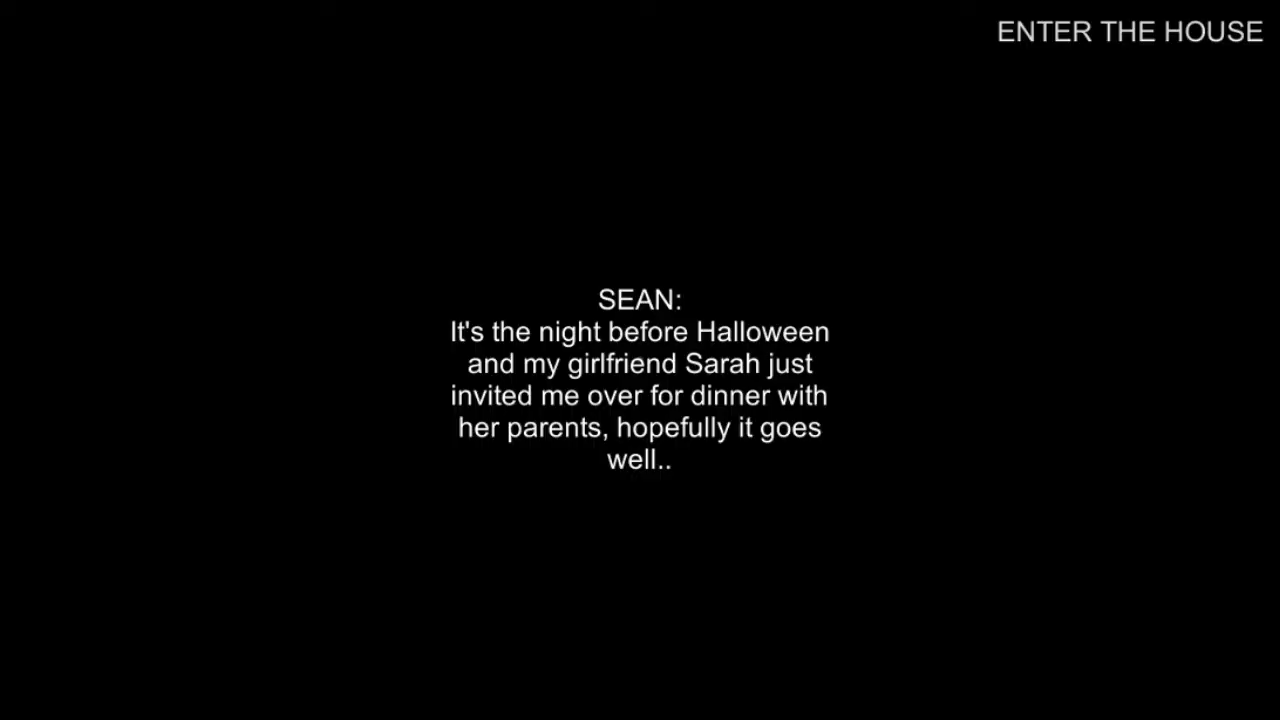 ENTER THE HOUSE
SEAN:
It's the night before Halloween
and my girlfriend Sarah just
invited me over for dinner with
her parents, hopefully it goes
well..